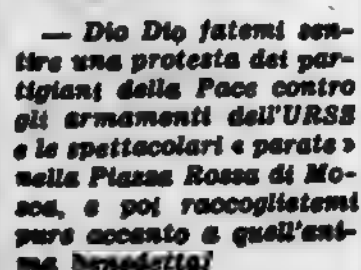 — Dio Dio fatemi sen-
tire una protesta dei par-
tigiani della Pace contro
gli armamenti dell'URSS
e le spettacolari « parate »
nella Piazza Rossa di Mo-
sca, e poi raccoglietemi
pure accanto a quell'ani-
ma benedetta!